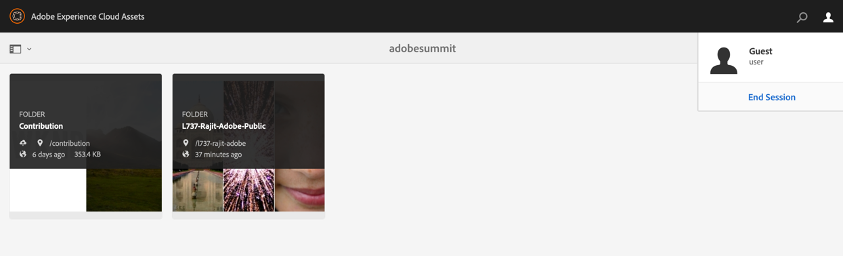 Adobe Experience Cloud Assets
adobesummit
Guest
user
End Session
FOLDER
Contribution
/contribution
6 days ago 353.4 KB
FOLDER
L737-Rajit-Adobe-Public
/l737-rajit-adobe
37 minutes ago